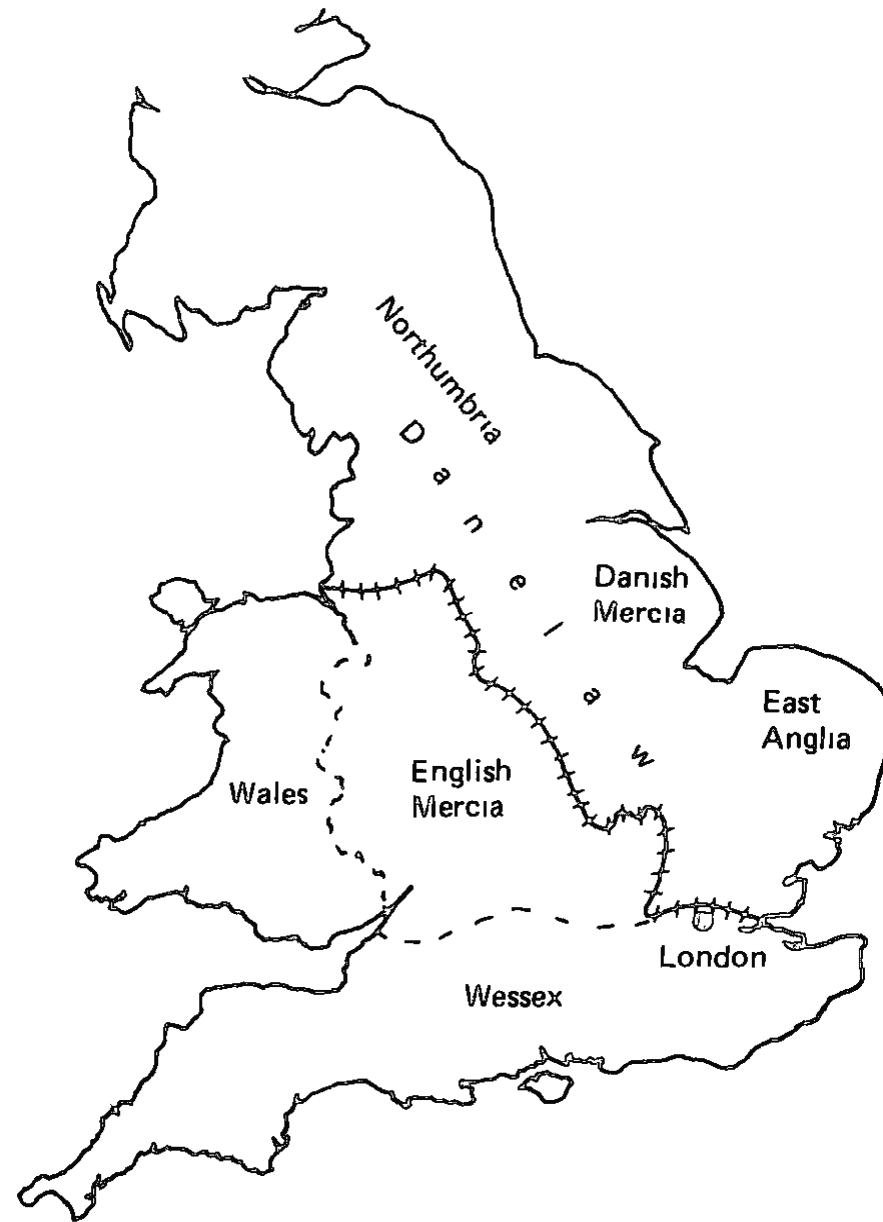 Northumbria
Danelaw
Danish
Mercia
East
Anglia
English
Mercia
Wales
London
Wessex